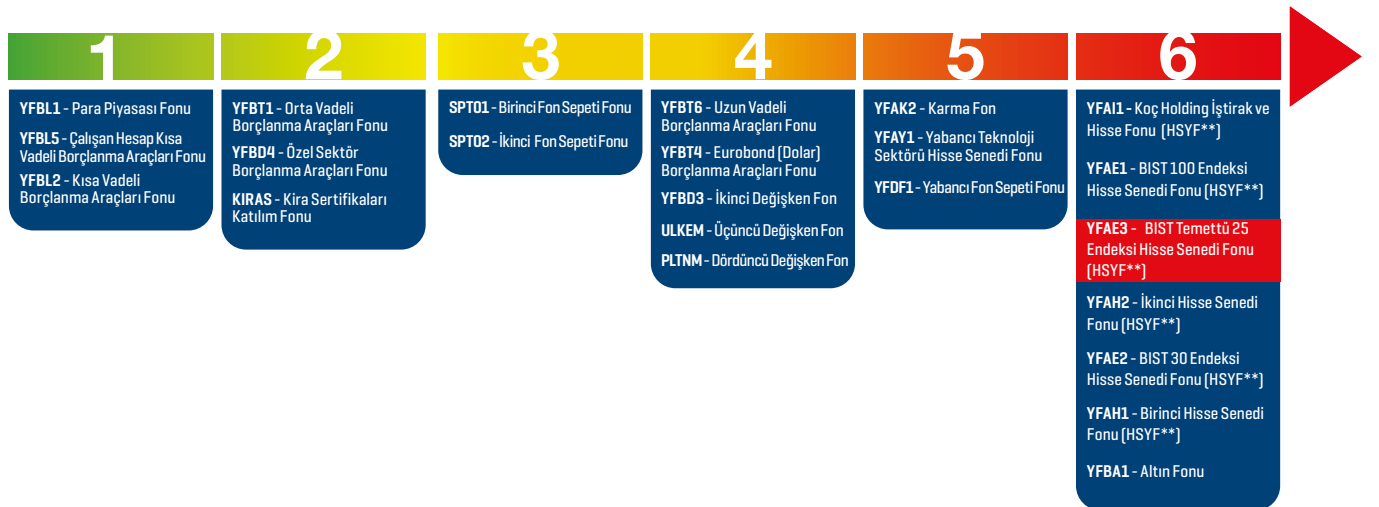 1
YFBL1 - Para Piyasası Fonu
YFBL5 - Çalışan Hesap Kısa
Vadeli Borçlanma Araçları Fonu
YFBL2 - Kısa Vadeli
Borçlanma Araçları Fonu
2
YFBT1 - Orta Vadeli
Borçlanma Araçları Fonu
YFBD4 - Özel Sektör
Borçlanma Araçları Fonu
KIRAS - Kira Sertifikaları
Katılım Fonu
3
SPT01 - Birinci Fon Sepeti Fonu
SPT02 - İkinci Fon Sepeti Fonu
4
YFBT6 - Uzun Vadeli
Borçlanma Araçları Fonu
YFBT4 - Eurobond (Dolar)
Borçlanma Araçları Fonu
YFBD3 - İkinci Değişken Fon
ULKEM - Üçüncü Değişken Fon
PLTNM - Dördüncü Değişken Fon
5
YFAK2 - Karma Fon
YFAY1 - Yabancı Teknoloji
Sektörü Hisse Senedi Fonu
YFDF1 - Yabancı Fon Sepeti Fonu
6
YFAI1 - Koç Holding İştirak ve
Hisse Fonu (HSYF**)
YFAE1 - BIST 100 Endeksi
Hisse Senedi Fonu (HSYF**)
YFAE3 - BIST Temettü 25
Endeksi Hisse Senedi Fonu
(HSYF**)
YFAH2 - İkinci Hisse Senedi
Fonu (HSYF**)
YFAE2 - BIST 30 Endeksi
Hisse Senedi Fonu (HSYF**)
YFAH1 - Birinci Hisse Senedi
Fonu (HSYF**)
YFBA1 - Altın Fonu